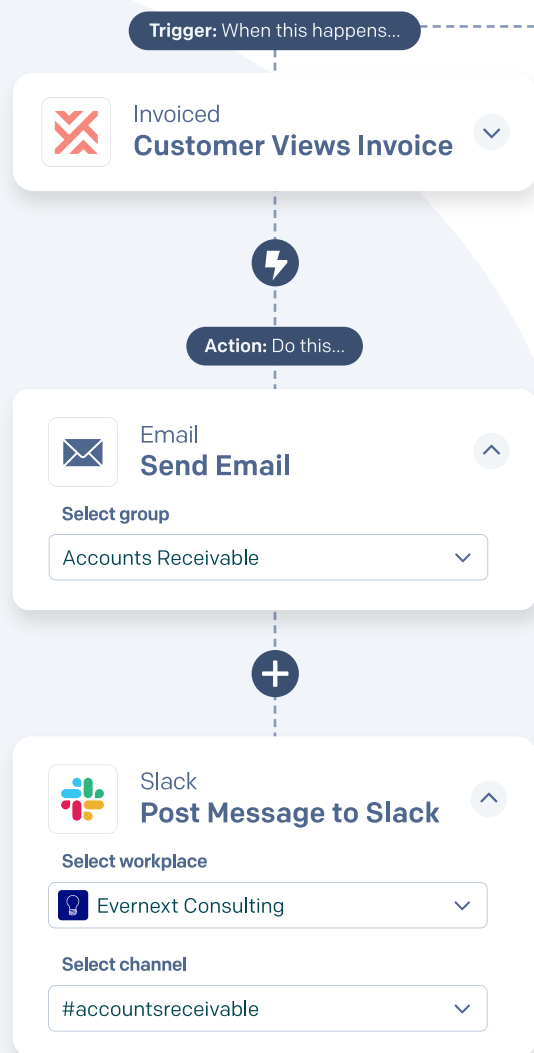 Trigger: When this happens...
Invoiced
Customer Views Invoice
Action: Do this...
Email
Send Email
Select group
Accounts Receivable
Slack
Post Message to Slack
Select workplace
Evernext Consulting
Select channel
#accountsreceivable